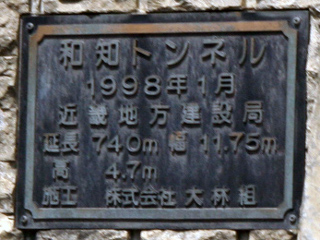 和知トンネル
1998年1月
近畿地方建設局
延長 740m 幅 11.75m
高 4.7m
施工 株式会社 大林組